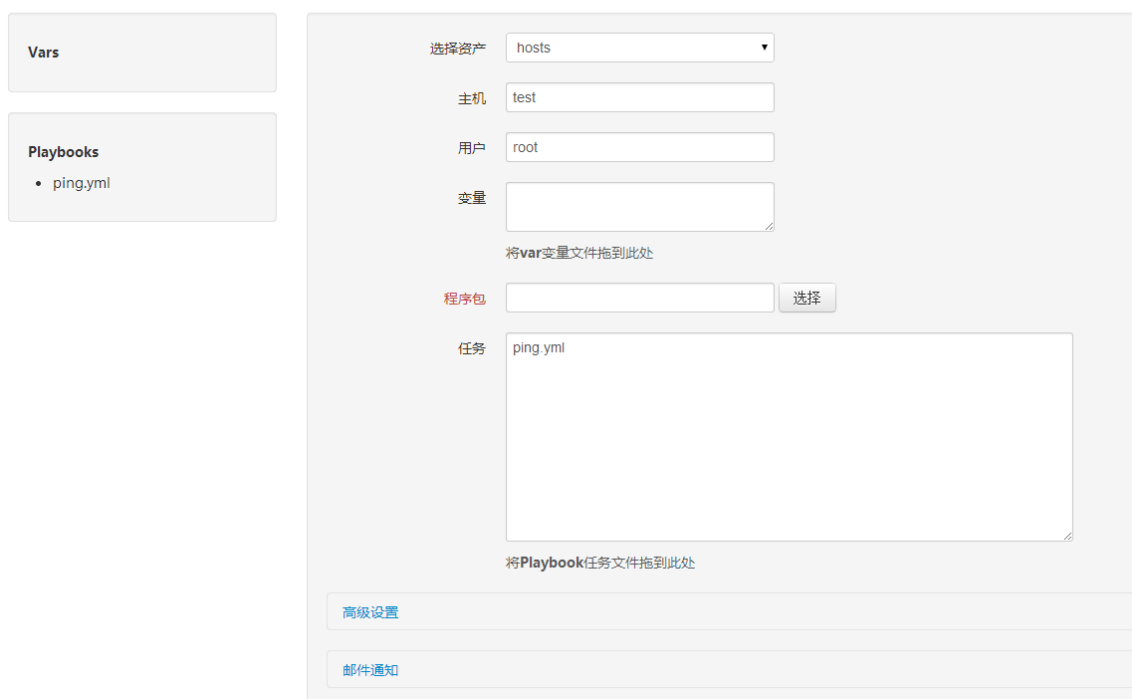 Vars
Playbooks
ping.yml
选择资产 hosts
主机 test
用户 root
变量
将var变量文件拖到此处
程序包 选择
任务 ping.yml
将Playbook任务文件拖到此处
高级设置
邮件通知